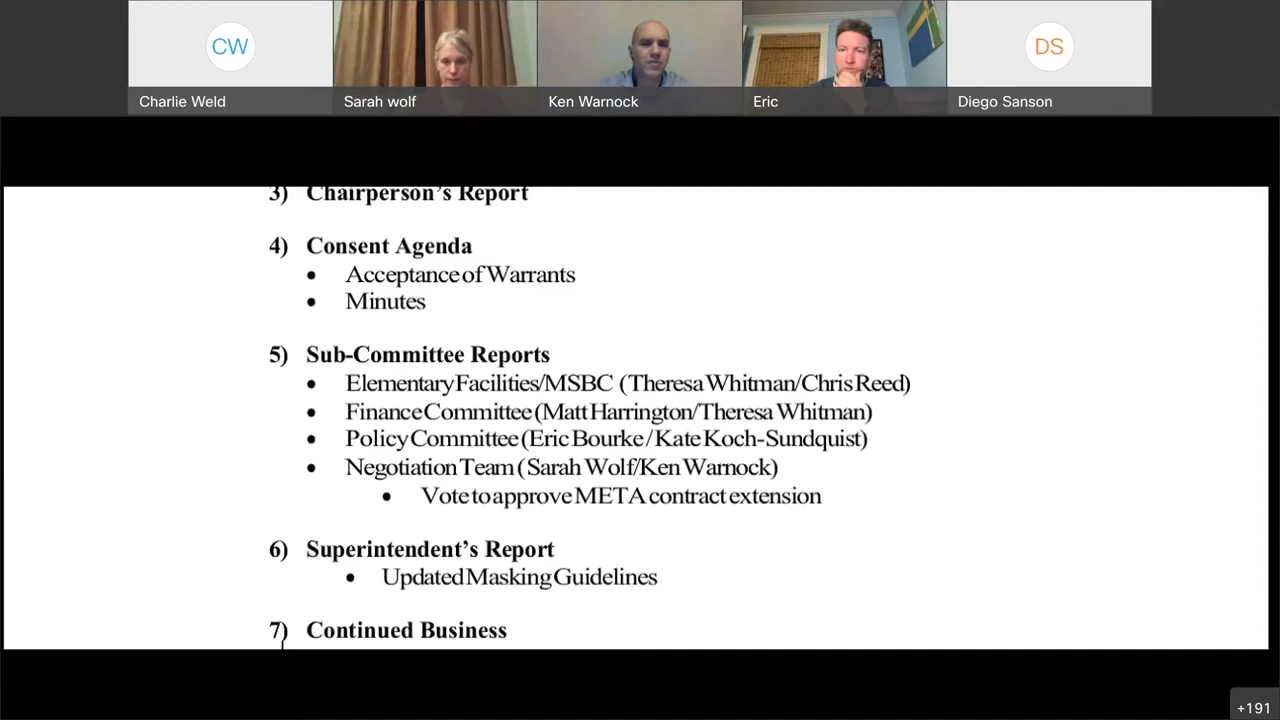 CW
DS
Charlie Weld
Sarah wolf
Ken Warnock
Eric
Diego Sanson
3) Chairperson's Report
4) Consent Agenda
• Acceptance of Warrants
• Minutes
5) Sub-Committee Reports
• Elementary Facilities/MSBC (Theresa Whitman/Chris Reed)
• Finance Committee (Matt Harrington/Theresa Whitman)
• Policy Committee (Eric Bourke / Kate Koch-Sundquist)
• Negotiation Team (Sarah Wolf/Ken Warnock)
• Vote to approve META contract extension
6) Superintendent's Report
• Updated Masking Guidelines
7) Continued Business
+191